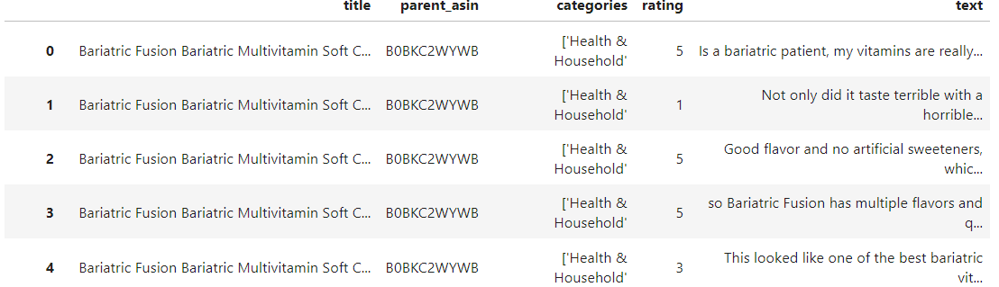 title parent_asin categories rating text
0 Bariatric Fusion Bariatric Multivitamin Soft C... B0BKC2WYWB ['Health & Household' 5 Is a bariatric patient, my vitamins are really...
1 Bariatric Fusion Bariatric Multivitamin Soft C... B0BKC2WYWB ['Health & Household' 1 Not only did it taste terrible with a horrible...
2 Bariatric Fusion Bariatric Multivitamin Soft C... B0BKC2WYWB ['Health & Household' 5 Good flavor and no artificial sweeteners, whic...
3 Bariatric Fusion Bariatric Multivitamin Soft C... B0BKC2WYWB ['Health & Household' 5 so Bariatric Fusion has multiple flavors and q...
4 Bariatric Fusion Bariatric Multivitamin Soft C... B0BKC2WYWB ['Health & Household' 3 This looked like one of the best bariatric vit...